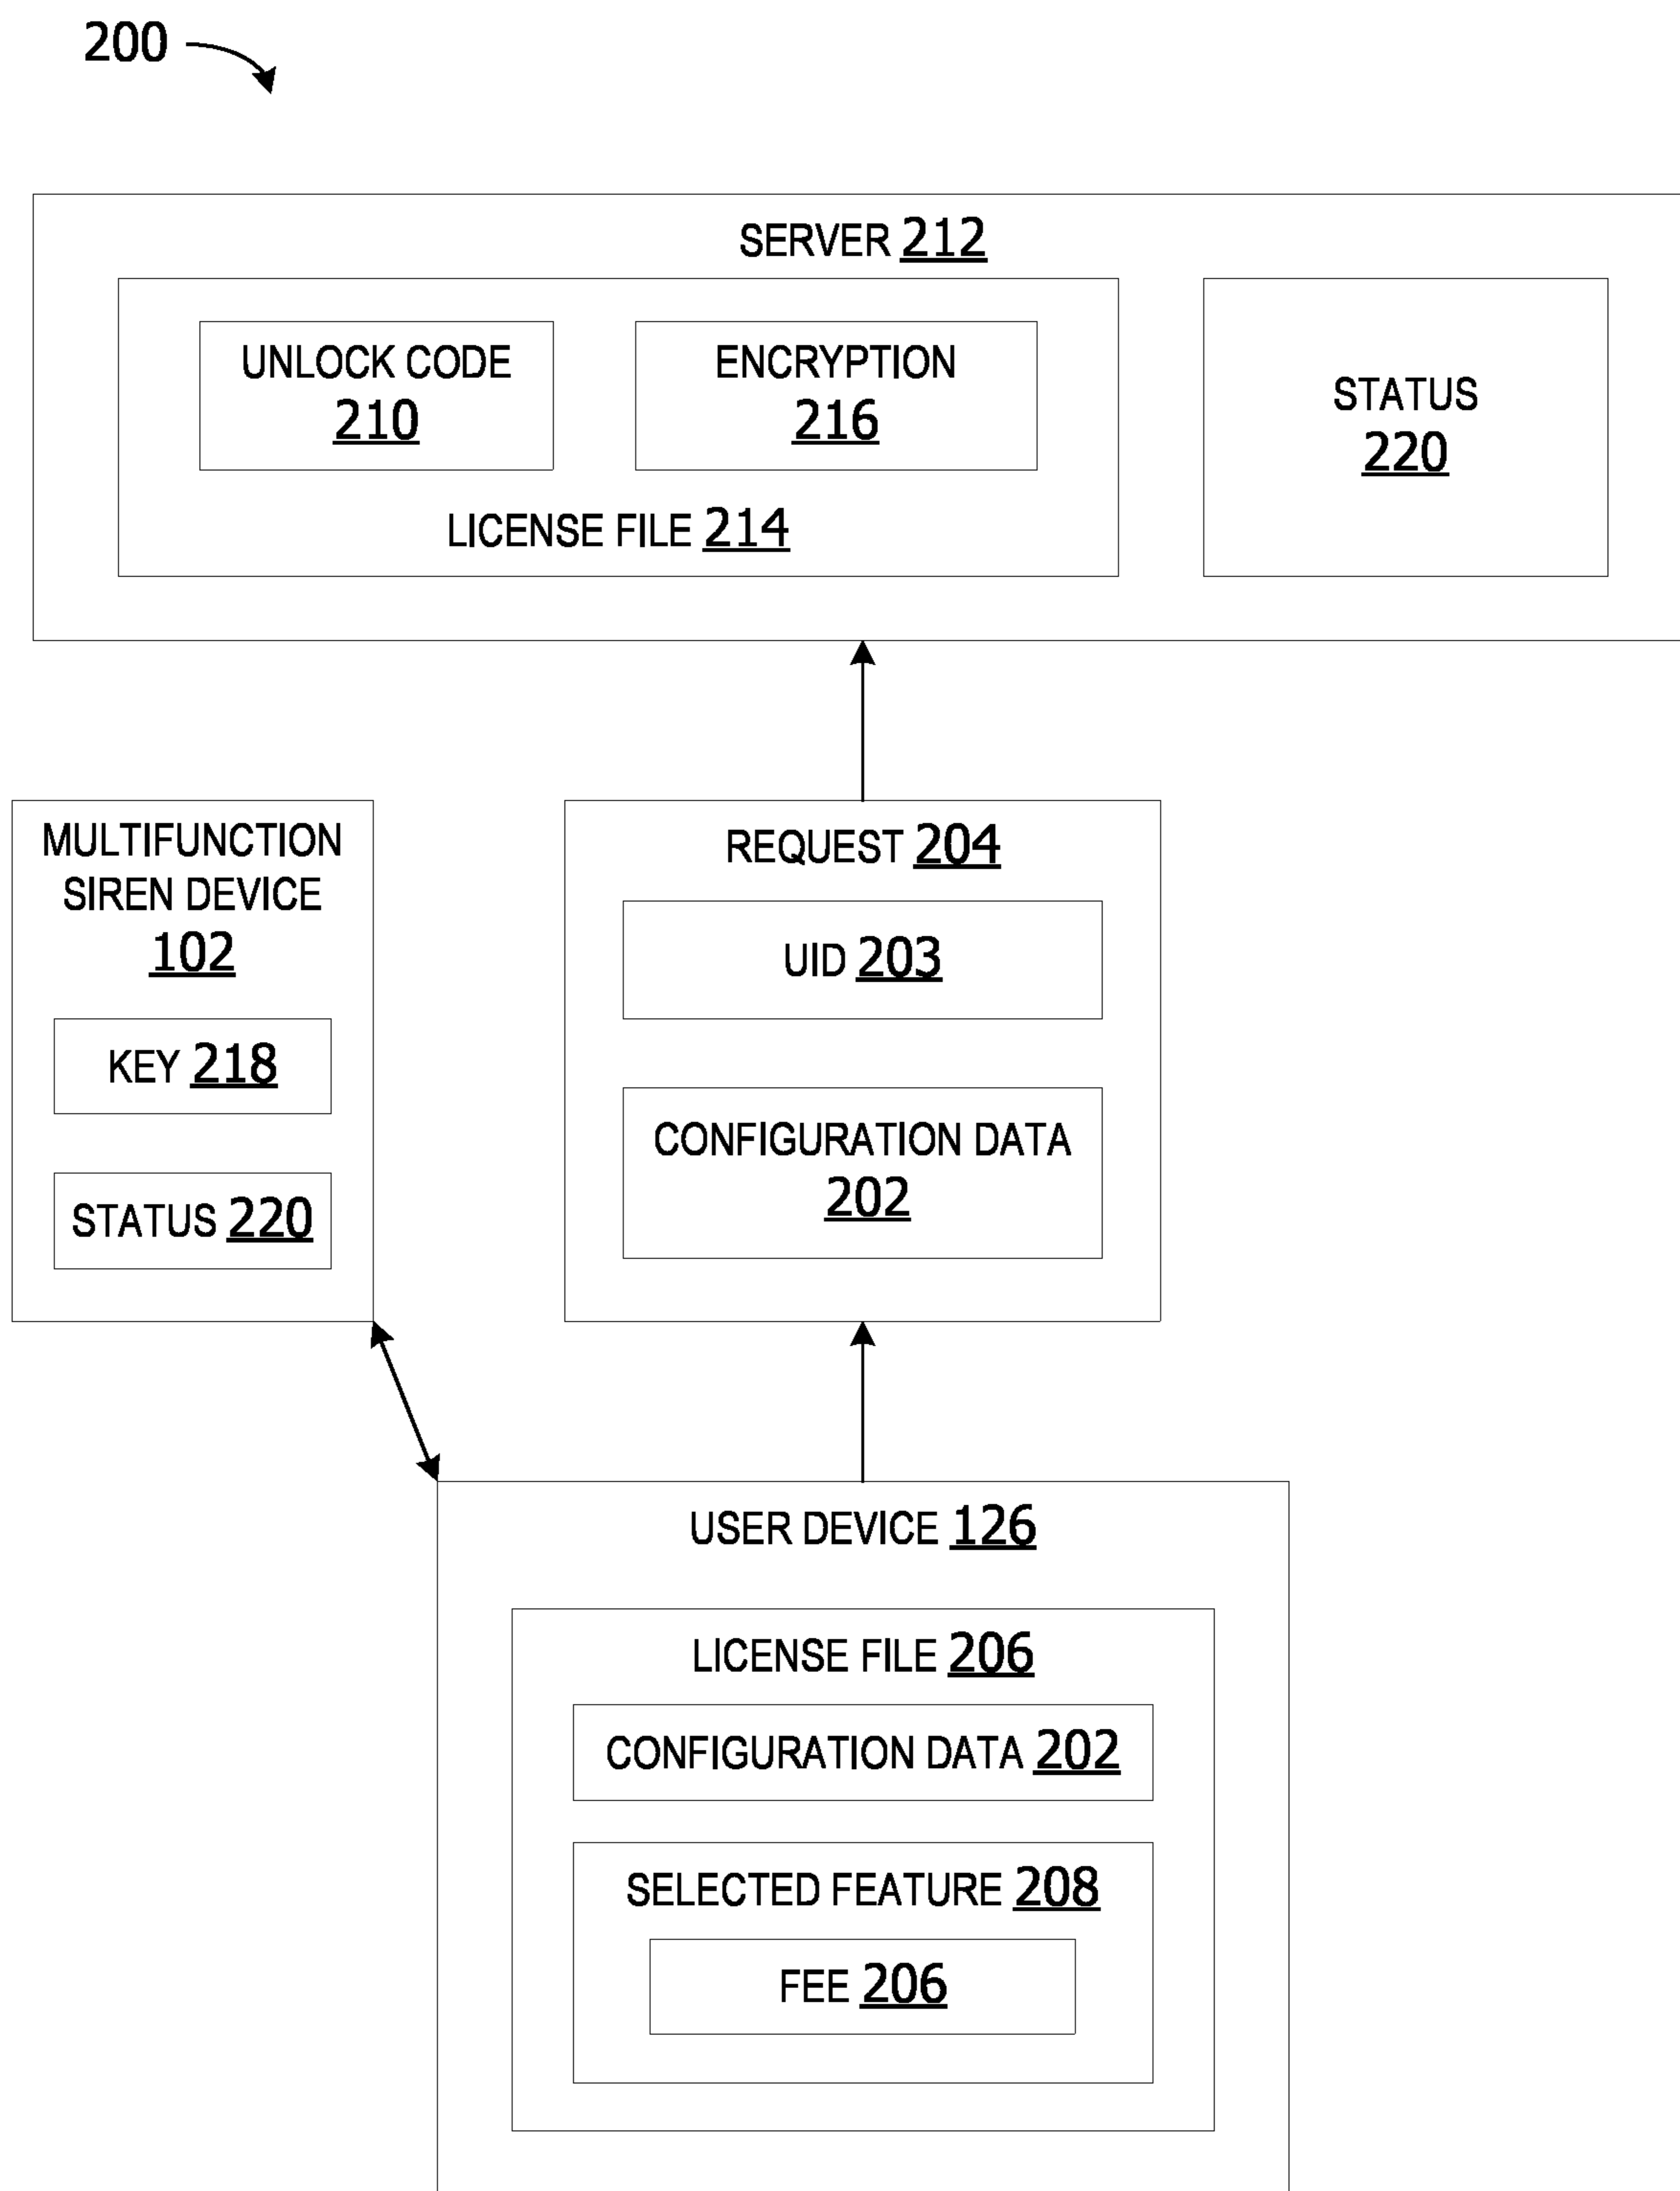 200
SERVER 212
UNLOCK CODE
210
ENCRYPTION
216
LICENSE FILE 214
STATUS
220
MULTIFUNCTION
SIREN DEVICE
102
KEY 218
STATUS 220
REQUEST 204
UID 203
CONFIGURATION DATA
202
USER DEVICE 126
LICENSE FILE 206
CONFIGURATION DATA 202
SELECTED FEATURE 208
FEE 206